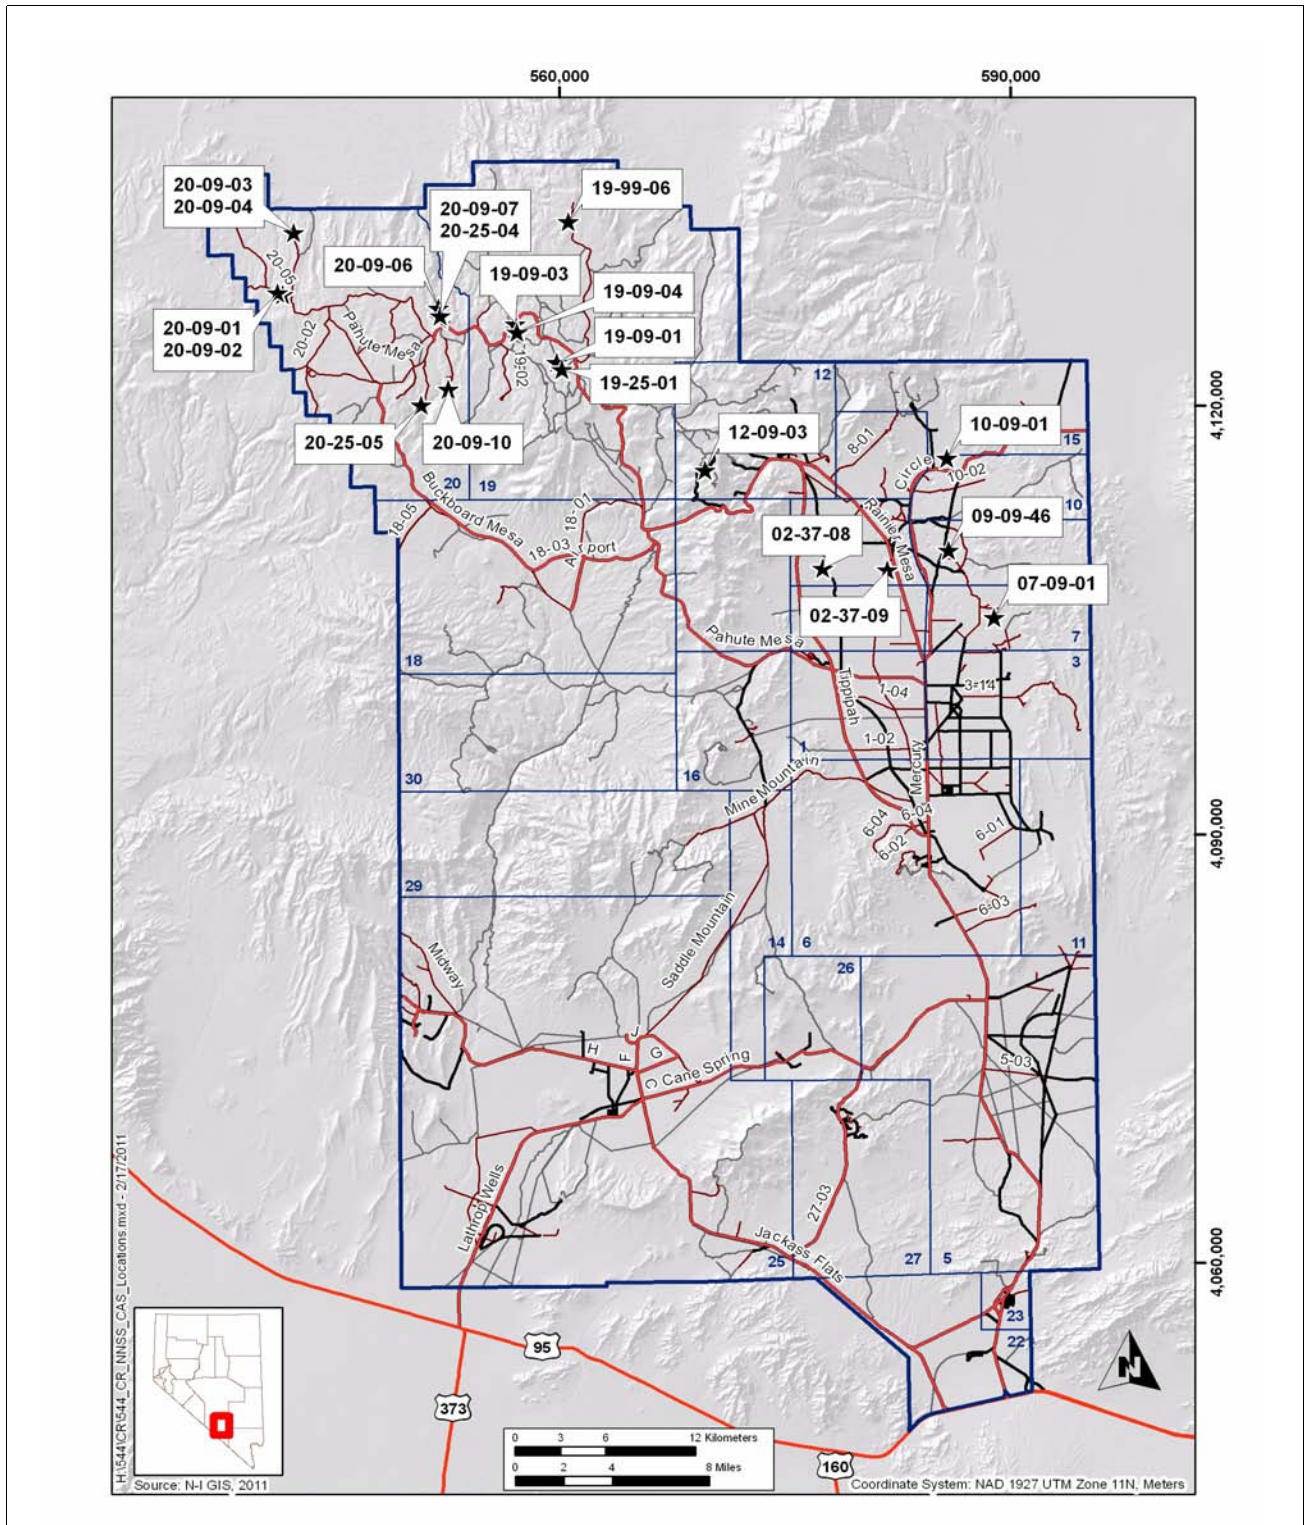 560,000
590,000
20-09-03
20-09-04
19-99-06
20-09-07
20-25-04
20-09-06
19-09-03
19-09-04
20-05
20-09-01
20-09-02
19-09-01
20-02
Pahute Mesa
19-02
19-25-01
12
4,120,000
20-25-05
20-09-10
12-09-03
10-09-01
8-01
15
Circle
10-02
20
19
Buckboard Mesa
18-05
18-01
10
Rainier Mesa
09-09-46
02-37-08
18-03
Airport
07-09-01
02-37-09
Pahute Mesa
7
3
18
Tippipah
1-04
3-14
1-02
1
Mercury
30
16
Mine Mountain
6-04
6-04
6-01
6-02
4,090,000
29
6-03
Saddle Mountain
Midway
14
6
11
26
J
H
F
G
C
Cane Spring
5-03
Lathrop Wells
27-03
Jackass Flats
25
27
5
4,060,000
23
22
95
373
160
N
0 3 6 12 Kilometers
0 2 4 8 Miles
H:\544\CR\544_CR_NNSS_CAS_Locations.mxd - 2/17/2011
Source: N-I GIS, 2011
Coordinate System: NAD 1927 UTM Zone 11N, Meters